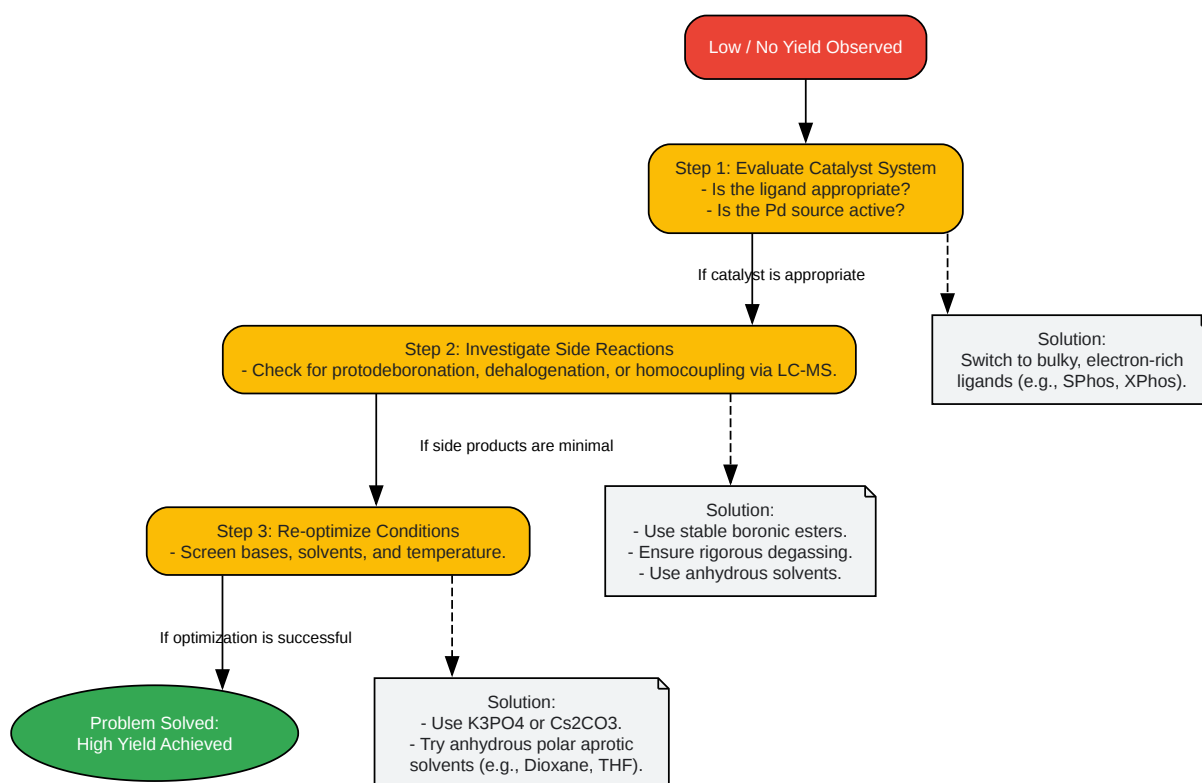 Low / No Yield Observed
Step 1: Evaluate Catalyst System
- Is the ligand appropriate?
- Is the Pd source active?
If catalyst is appropriate
Solution:
Switch to bulky, electron-rich
ligands (e.g., SPhos, XPhos).
Step 2: Investigate Side Reactions
- Check for protodeboronation, dehalogenation, or homocoupling via LC-MS.
If side products are minimal
Solution:
- Use stable boronic esters.
- Ensure rigorous degassing.
- Use anhydrous solvents.
Step 3: Re-optimize Conditions
- Screen bases, solvents, and temperature.
If optimization is successful
Solution:
- Use K3PO4 or Cs2CO3.
- Try anhydrous polar aprotic
solvents (e.g., Dioxane, THF).
Problem Solved:
High Yield Achieved